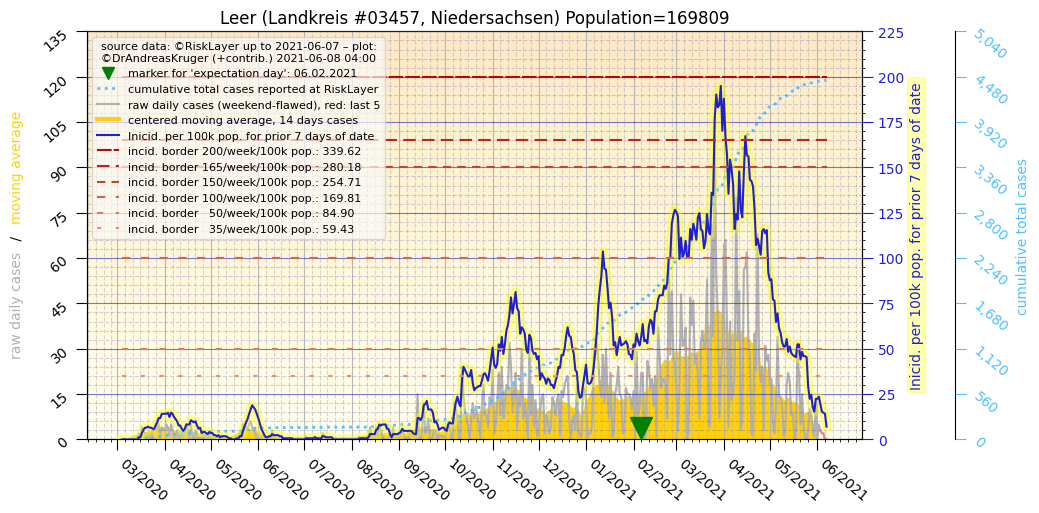 Leer (Landkreis #03457, Niedersachsen) Population=169809
source data: ©RiskLayer up to 2021-06-07 – plot:
©DrAndreasKruger (+contrib.) 2021-06-08 04:00
marker for 'expectation day': 06.02.2021
cumulative total cases reported at RiskLayer
raw daily cases (weekend-flawed), red: last 5
centered moving average, 14 days cases
Inicid. per 100k pop. for prior 7 days of date
incid. border 200/week/100k pop.: 339.62
incid. border 165/week/100k pop.: 280.18
incid. border 150/week/100k pop.: 254.71
incid. border 100/week/100k pop.: 169.81
incid. border 50/week/100k pop.: 84.90
incid. border 35/week/100k pop.: 59.43
raw daily cases / moving average
135
120
105
90
75
60
45
30
15
0
03/2020
04/2020
05/2020
06/2020
07/2020
08/2020
09/2020
10/2020
11/2020
12/2020
01/2021
02/2021
03/2021
04/2021
05/2021
06/2021
225
200
175
150
125
100
75
50
25
0
Inicid. per 100k pop. for prior 7 days of date
5,040
4,480
3,920
3,360
2,800
2,240
1,680
1,120
560
0
cumulative total cases